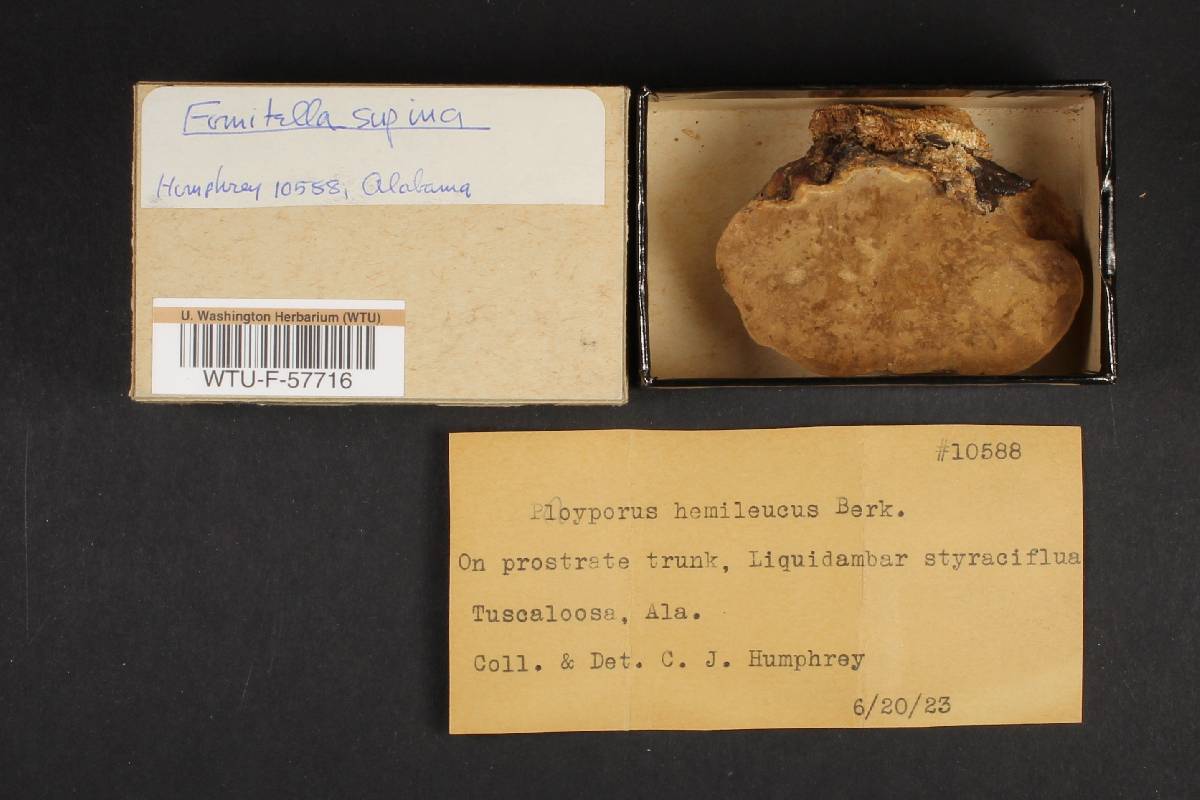 Fomitella supina
Humphrey 10588, Alabama
U. Washington Herbarium (WTU)
WTU-F-57716
#10588
Ployporus hemileucus Berk.
On prostrate trunk, Liquidambar styraciflua
Tuscaloosa, Ala.
Coll. & Det. C. J. Humphrey
6/20/23